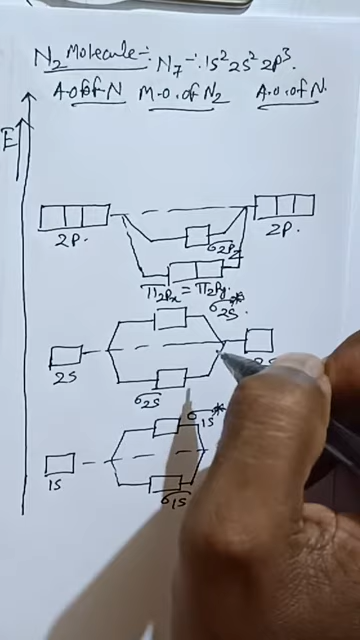 N₂ Molecule :- N₇ -: 1s² 2s² 2p³.
A.O of N M.O. of N₂ A.O. of N.
E
2P. σ2Pz 2P.
π2Px = π2Py.
σ2s*.
2s
σ2s
σ1s*
1s
σ1s